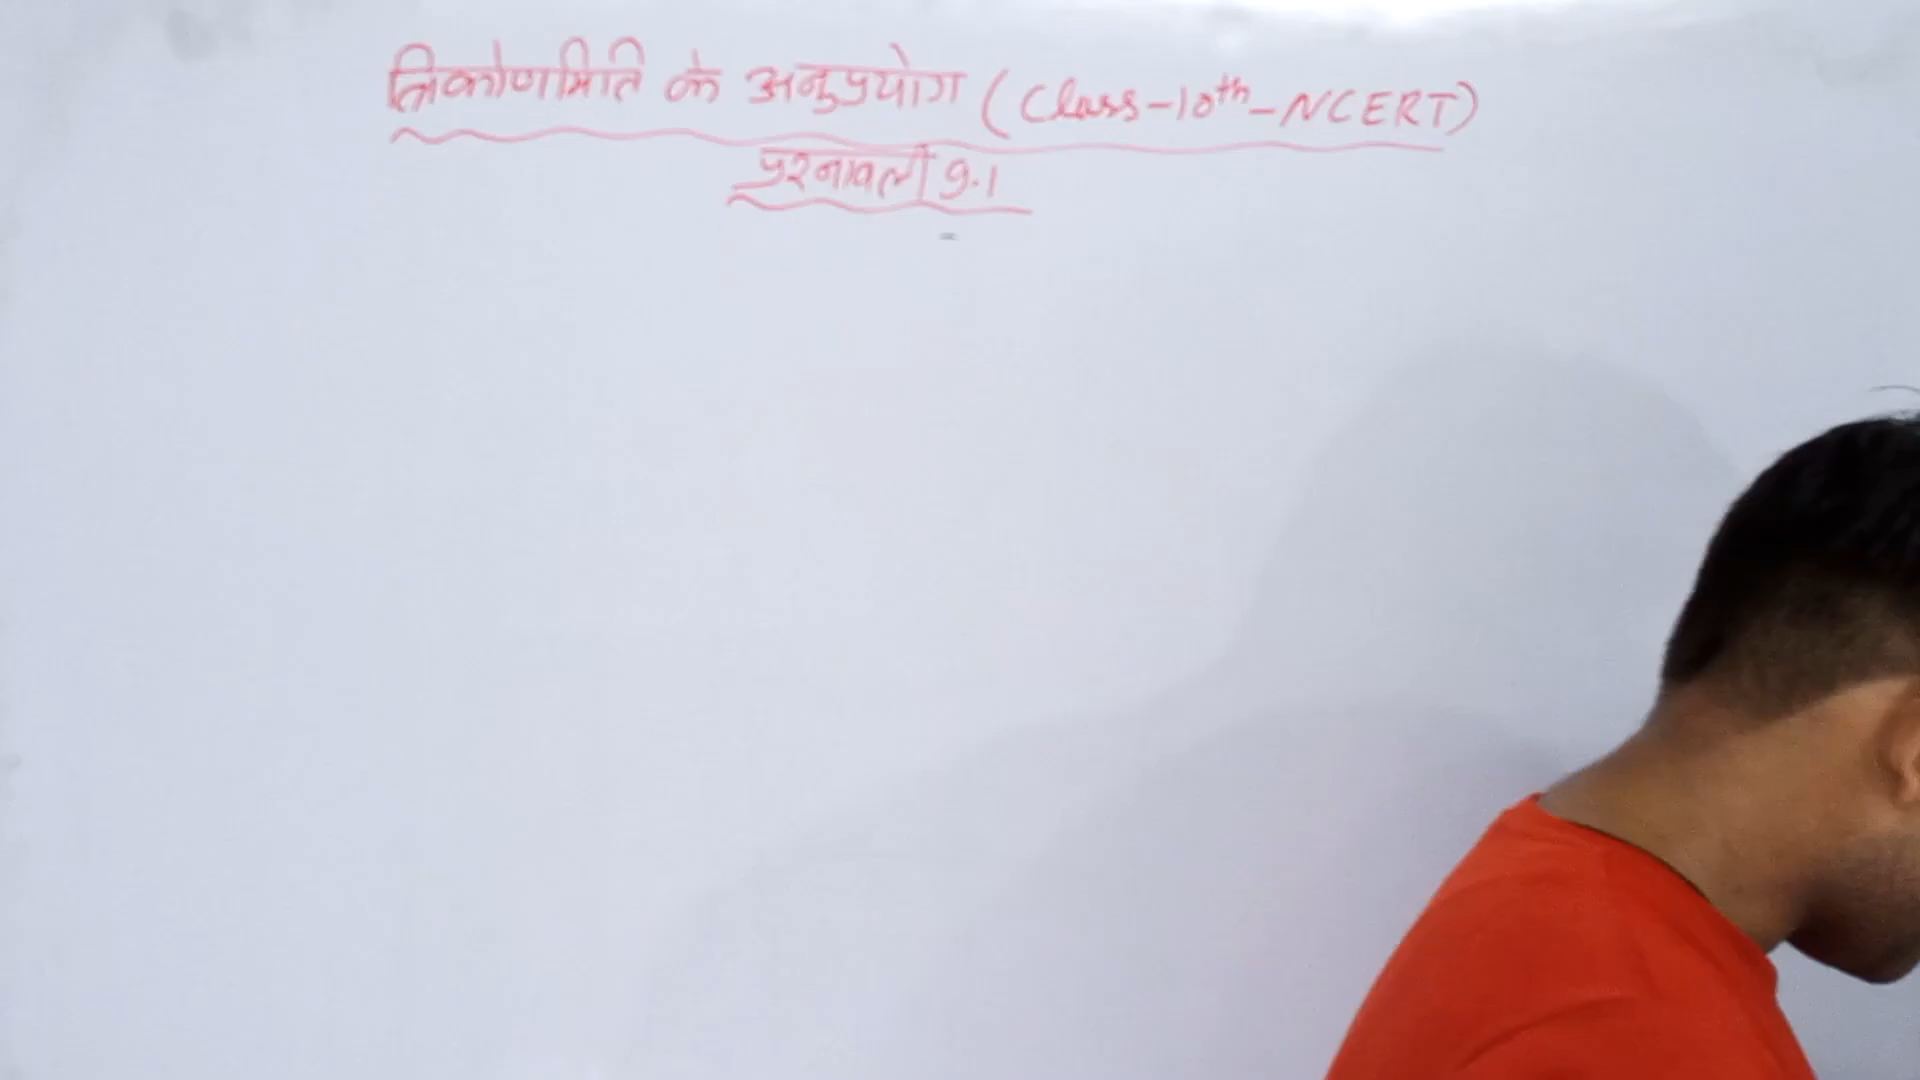 त्रिकोणमिति के अनुप्रयोग (Class-10th-NCERT)
प्रश्नावली 9.1